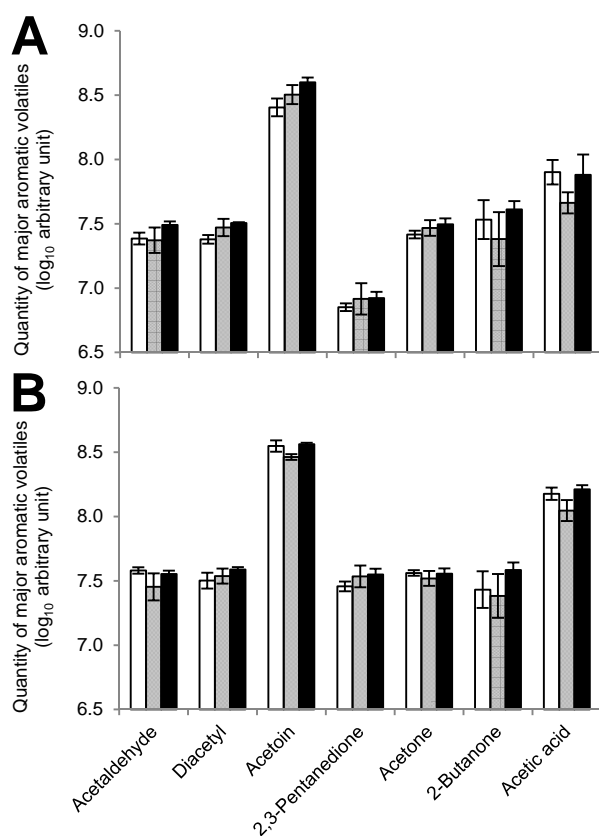 A
Quantity of major aromatic volatiles
(log10 arbitrary unit)
9.0
8.5
8.0
7.5
7.0
6.5
B
Quantity of major aromatic volatiles
(log10 arbitrary unit)
9.0
8.5
8.0
7.5
7.0
6.5
Acetaldehyde
Diacetyl
Acetoin
2,3-Pentanedione
Acetone
2-Butanone
Acetic acid